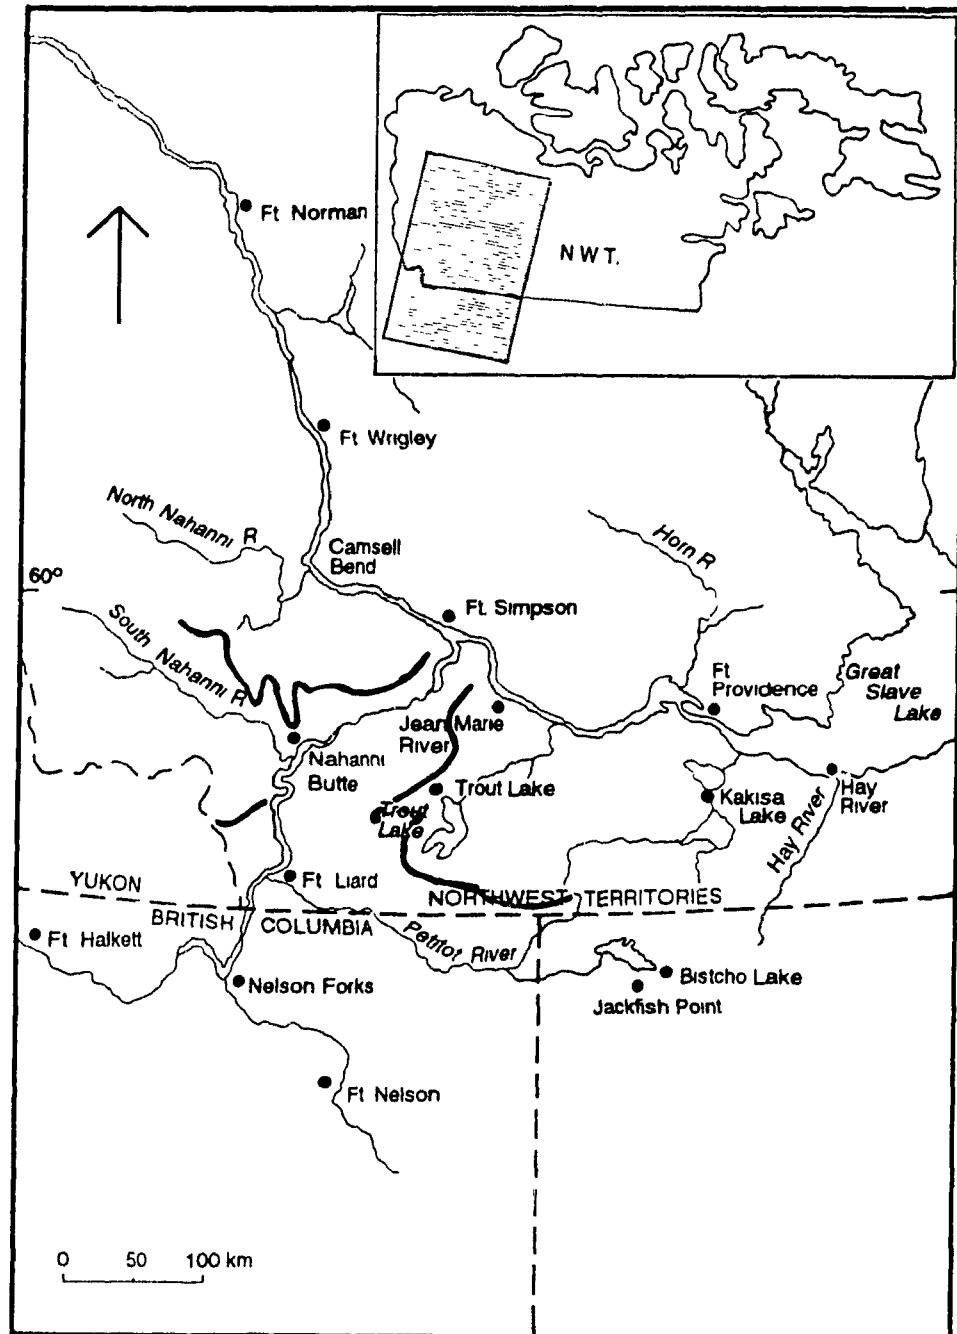 NWT.
Ft Norman
Ft Wrigley
North Nahanni R
Camsell
Bend
Horn R
60°
Ft. Simpson
South Nahanni R
Ft
Providence
Great
Slave
Lake
Jean Marie
River
Nahanni
Butte
Trout Lake
Trout
Lake
Kakisa
Lake
Hay
River
Hay River
Ft Liard
YUKON
NORTHWEST TERRITORIES
BRITISH COLUMBIA
Ft Halkett
Petitot River
Nelson Forks
Bistcho Lake
Jackfish Point
Ft Nelson
0 50 100 km